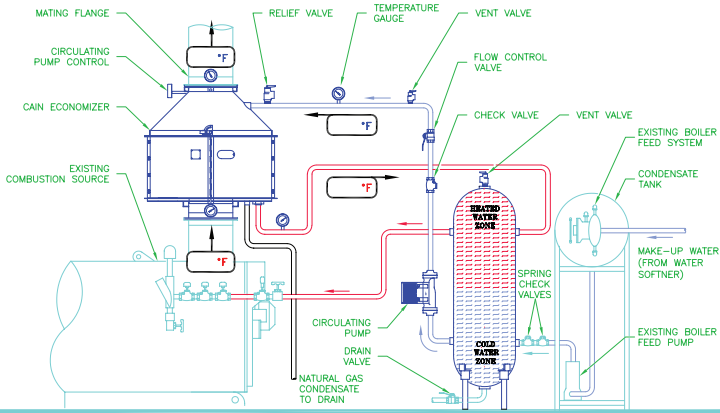 MATING FLANGE
RELIEF VALVE
TEMPERATURE
GAUGE
VENT VALVE
°F
CIRCULATING
PUMP CONTROL
FLOW CONTROL
VALVE
CAIN ECONOMIZER
CHECK VALVE
VENT VALVE
°F
EXISTING BOILER
FEED SYSTEM
EXISTING
COMBUSTION SOURCE
°F
CONDENSATE
TANK
HEATED
WATER
ZONE
°F
MAKE-UP WATER
(FROM WATER
SOFTNER)
SPRING
CHECK
VALVES
CIRCULATING
PUMP
EXISTING BOILER
FEED PUMP
DRAIN
VALVE
COLD
WATER
ZONE
NATURAL GAS
CONDENSATE
TO DRAIN